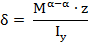 δ = (M^{α-α} · z) / I_y